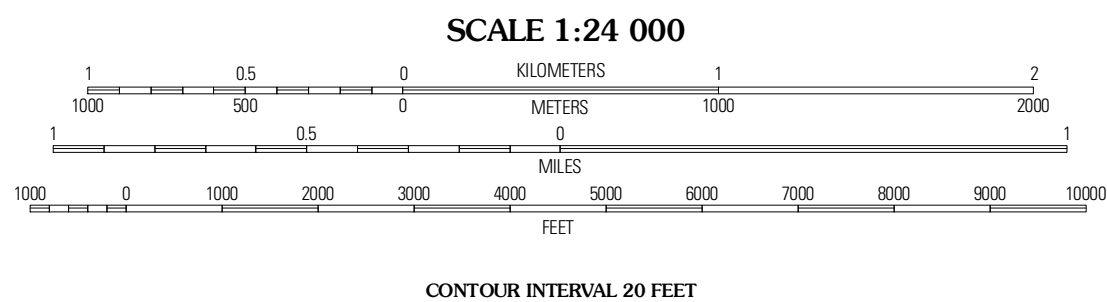 SCALE 1:24 000
1 0.5 0 KILOMETERS 1 2
1000 500 0 METERS 1000 2000
1 0.5 0 1
MILES
1000 0 1000 2000 3000 4000 5000 6000 7000 8000 9000 10000
FEET
CONTOUR INTERVAL 20 FEET